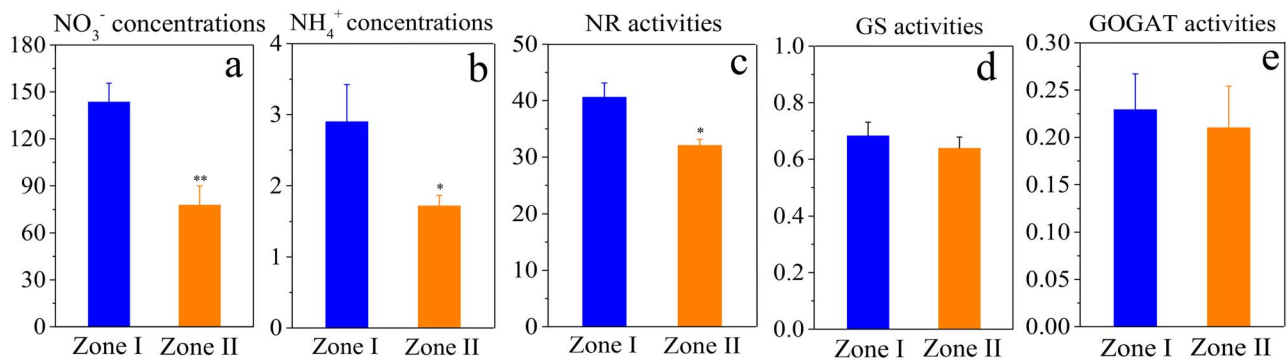 NO₃⁻ concentrations
180
150
120
90
60
30
0
a
**
Zone I Zone II
NH₄⁺ concentrations
4
3
2
1
0
b
*
Zone I Zone II
NR activities
50
40
30
20
10
0
c
*
Zone I Zone II
GS activities
1.0
0.8
0.6
0.4
0.2
0.0
d
Zone I Zone II
GOGAT activities
0.30
0.25
0.20
0.15
0.10
0.05
0.00
e
Zone I Zone II